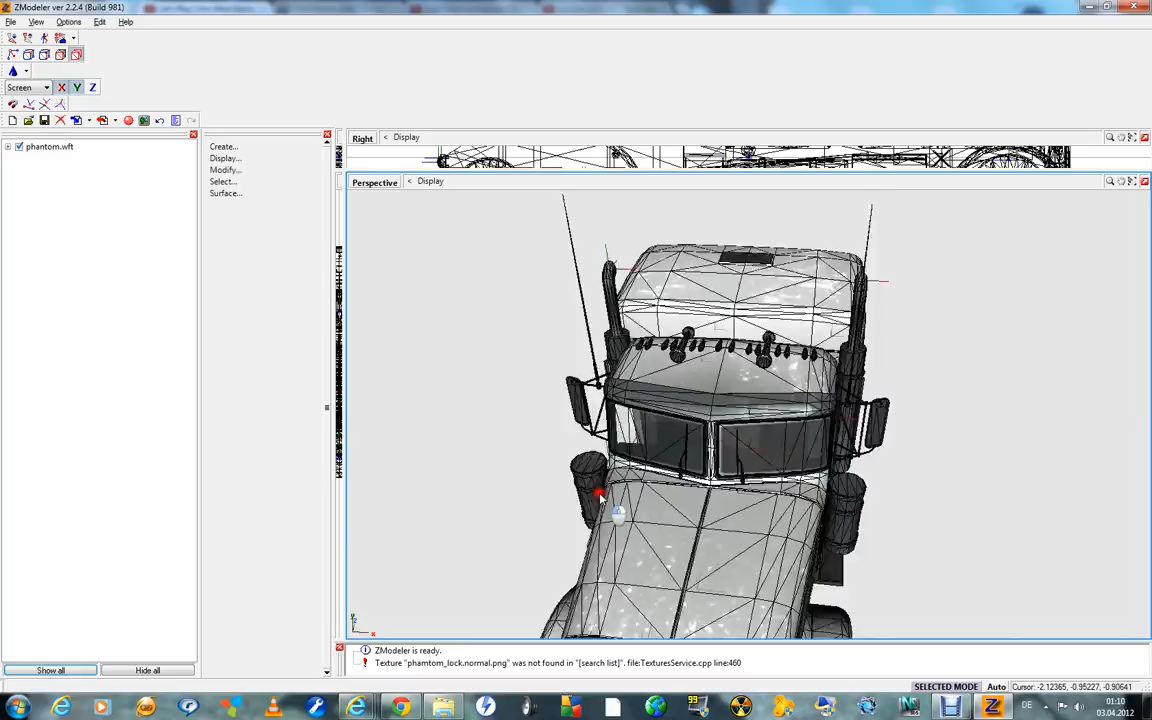 ZModeler ver 2.2.4 (Build 981)
File View Options Edit Help
Screen X Y Z
phantom.wft
Create...
Display...
Modify...
Select...
Surface...
Right < Display
Perspective < Display
Show all Hide all
ZModeler is ready.
Texture "phamtom_lock.normal.png" was not found in "[search list]". file:TexturesService.cpp line:460
SELECTED MODE Auto Cursor: -2.12365, -0.95227, -0.90641
99
DE 01:10
03.04.2012